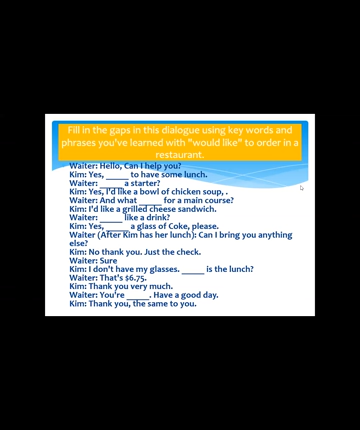 Fill in the gaps in this dialogue using key words and
phrases you've learned with "would like" to order in a
restaurant.
Waiter: Hello, Can I help you?
Kim: Yes, _____ to have some lunch.
Waiter: _____ a starter?
Kim: Yes, I'd like a bowl of chicken soup, .
Waiter: And what _____ for a main course?
Kim: I'd like a grilled cheese sandwich.
Waiter: _____ like a drink?
Kim: Yes, _____ a glass of Coke, please.
Waiter (After Kim has her lunch): Can I bring you anything
else?
Kim: No thank you. Just the check.
Waiter: Sure
Kim: I don't have my glasses. _____ is the lunch?
Waiter: That's $6.75.
Kim: Thank you very much.
Waiter: You're _____. Have a good day.
Kim: Thank you, the same to you.